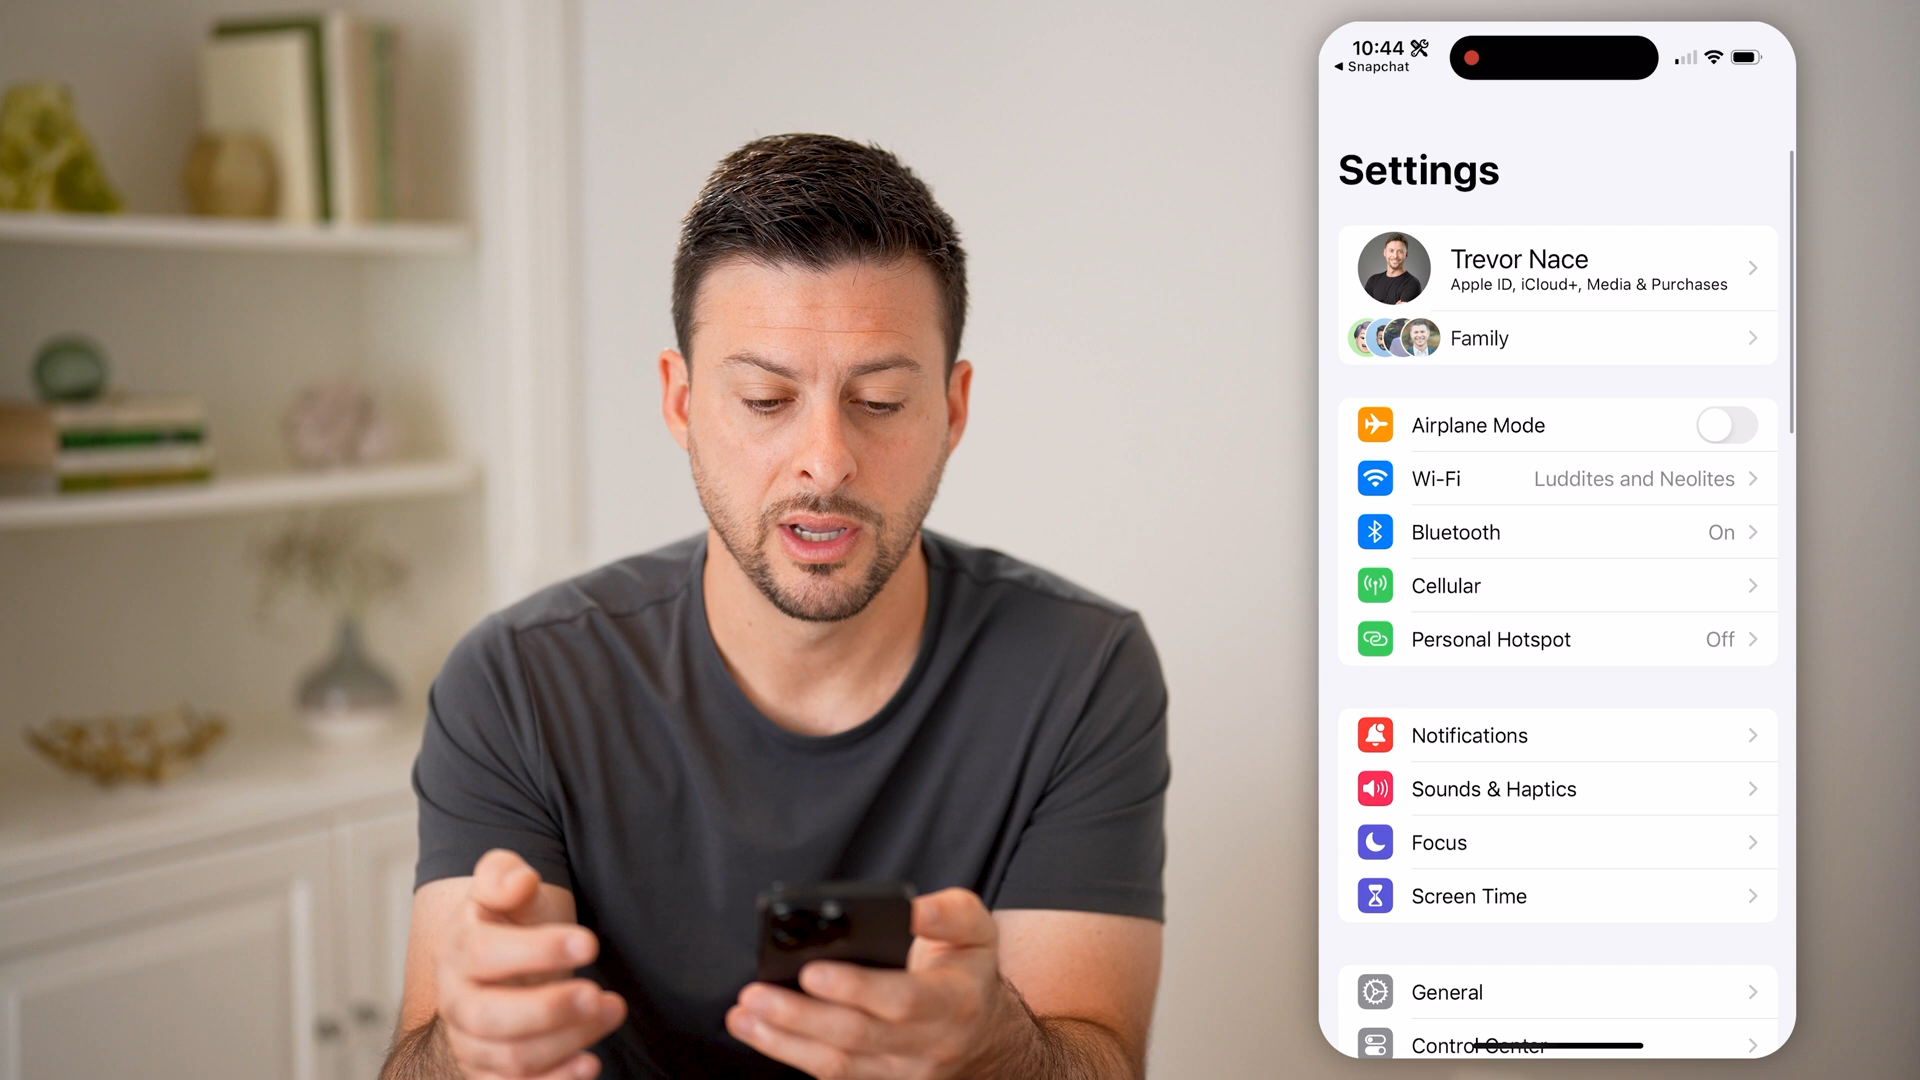 10:44
◀ Snapchat
Settings
Trevor Nace
Apple ID, iCloud+, Media & Purchases
Family
Airplane Mode
Wi-Fi Luddites and Neolites
Bluetooth On
Cellular
Personal Hotspot Off
Notifications
Sounds & Haptics
Focus
Screen Time
General
Control Center